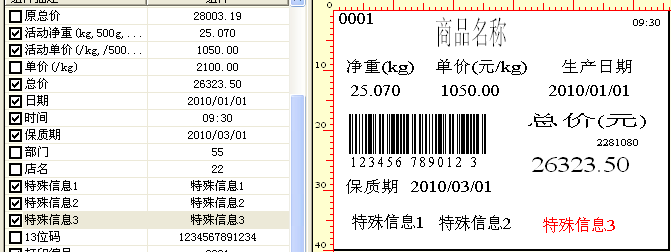 原总价 28003.19
活动净重(kg,500g,... 25.070
活动单价(/kg,/500... 1050.00
单价(/kg) 2100.00
总价 26323.50
日期 2010/01/01
时间 09:30
保质期 2010/03/01
部门 55
店名 22
特殊信息1 特殊信息1
特殊信息2 特殊信息2
特殊信息3 特殊信息3
13位码 1234567891234
0 10 20 30 40
0001 商品名称 09:30
净重(kg) 单价(元/kg) 生产日期
25.070 1050.00 2010/01/01
总价(元)
2281080
123456 789012 3 26323.50
保质期 2010/03/01
特殊信息1 特殊信息2 特殊信息3